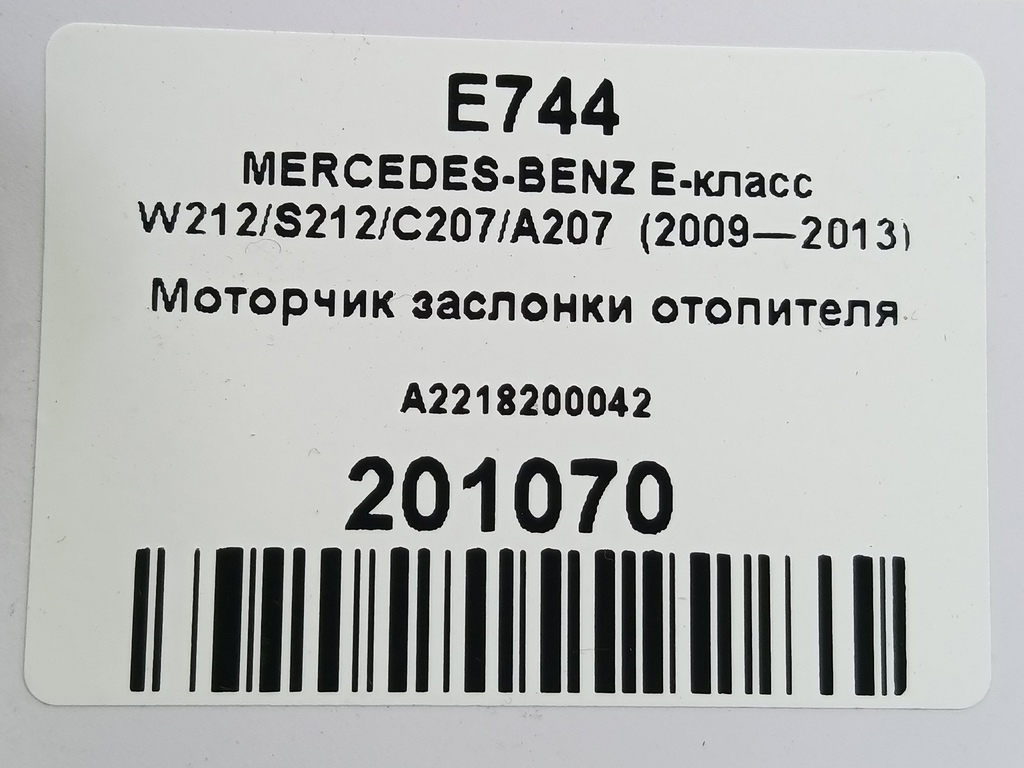 E744
MERCEDES-BENZ E-класс
W212/S212/C207/A207 (2009—2013)
Моторчик заслонки отопителя
A2218200042
201070